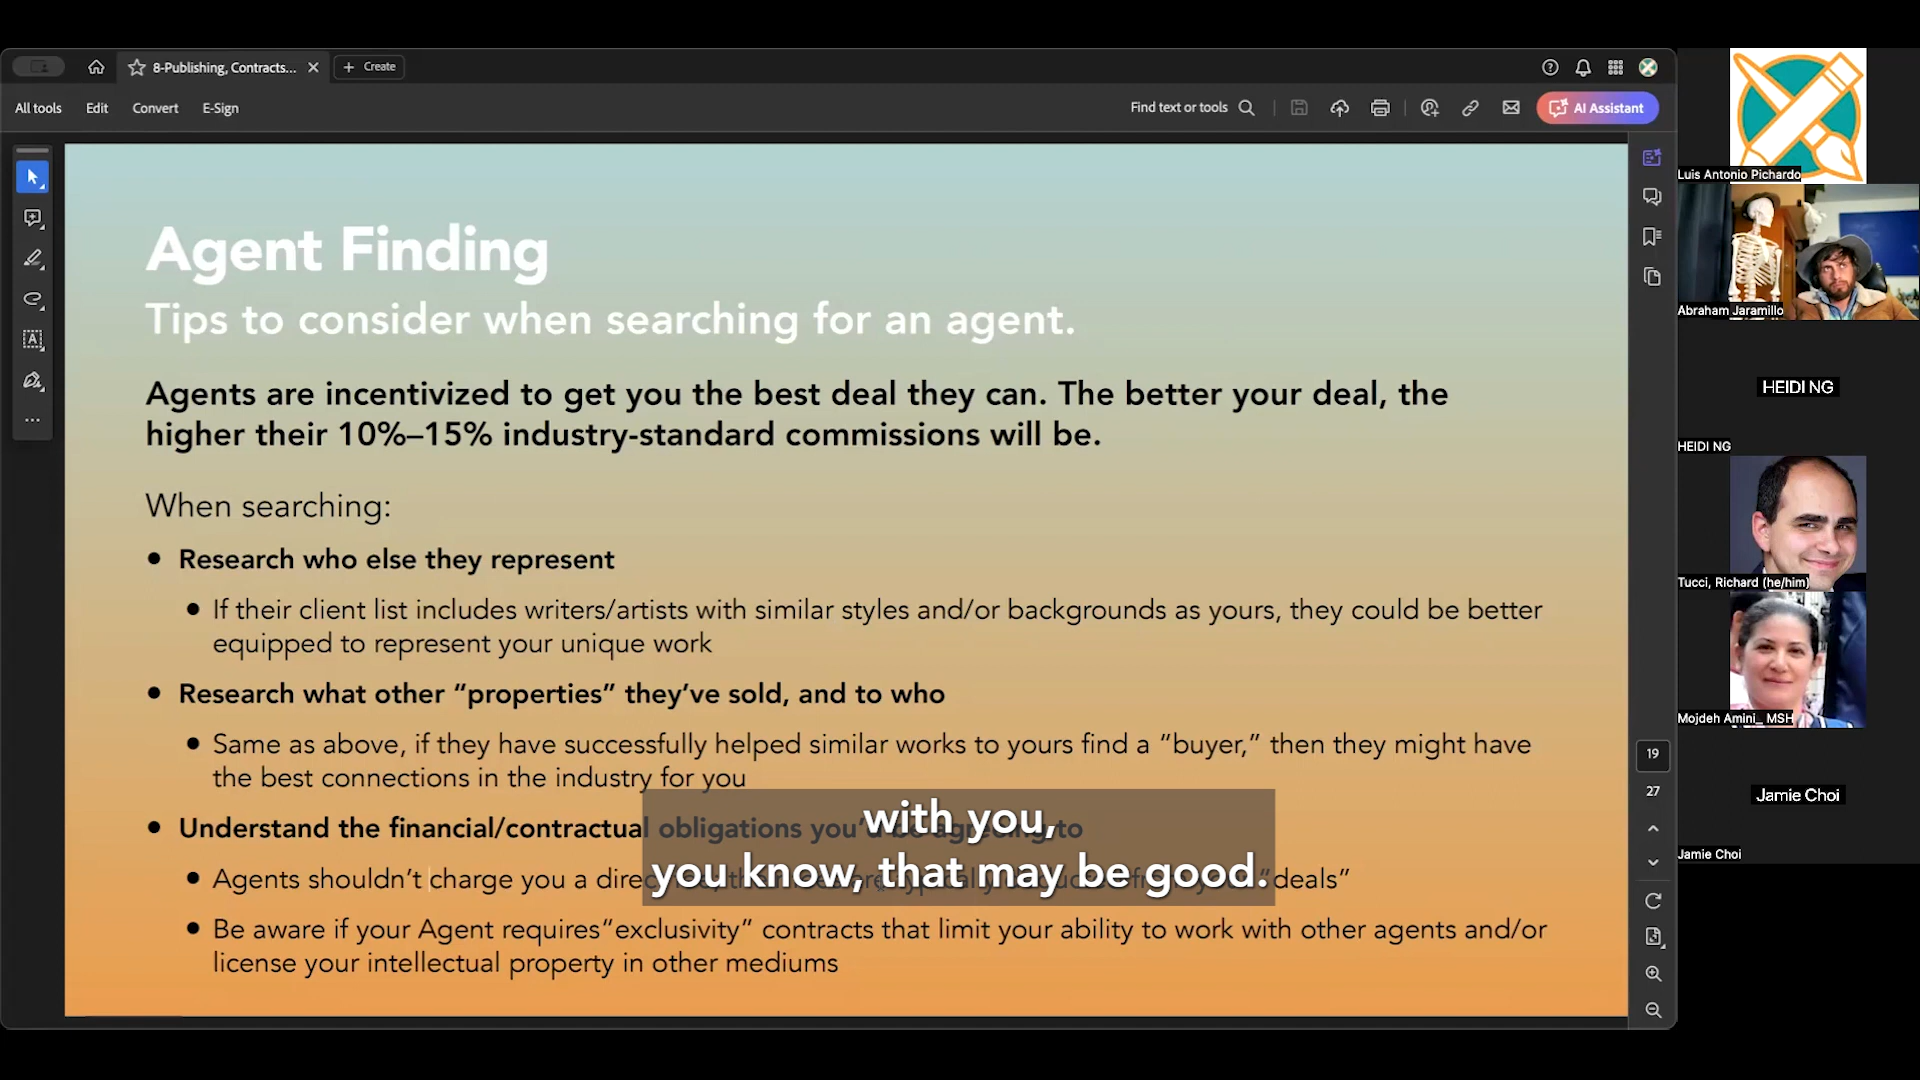 8-Publishing, Contracts...
Create
All tools
Edit
Convert
E-Sign
Find text or tools
AI Assistant
Agent Finding
Tips to consider when searching for an agent.
Agents are incentivized to get you the best deal they can. The better your deal, the
higher their 10%–15% industry-standard commissions will be.
When searching:
• Research who else they represent
• If their client list includes writers/artists with similar styles and/or backgrounds as yours, they could be better
equipped to represent your unique work
• Research what other “properties” they’ve sold, and to who
• Same as above, if they have successfully helped similar works to yours find a “buyer,” then they might have
the best connections in the industry for you
• Understand the financial/contractual obligations you’d be agreeing to
• Agents shouldn’t charge you a “deals”
• Be aware if your Agent requires“exclusivity” contracts that limit your ability to work with other agents and/or
license your intellectual property in other mediums
with you,
you know, that may be good.
19
27
Luis Antonio Pichardo
Abraham Jaramillo
HEIDI NG
HEIDI NG
Tucci, Richard (he/him)
Mojdeh Amini_ MSH
Jamie Choi
Jamie Choi